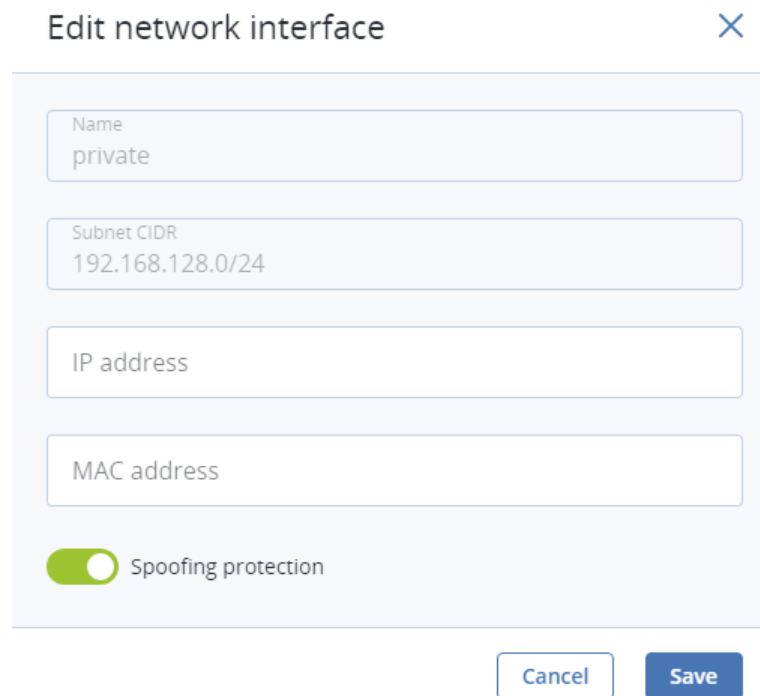 Edit network interface
Name
private
Subnet CIDR
192.168.128.0/24
IP address
MAC address
Spoofing protection
Cancel
Save